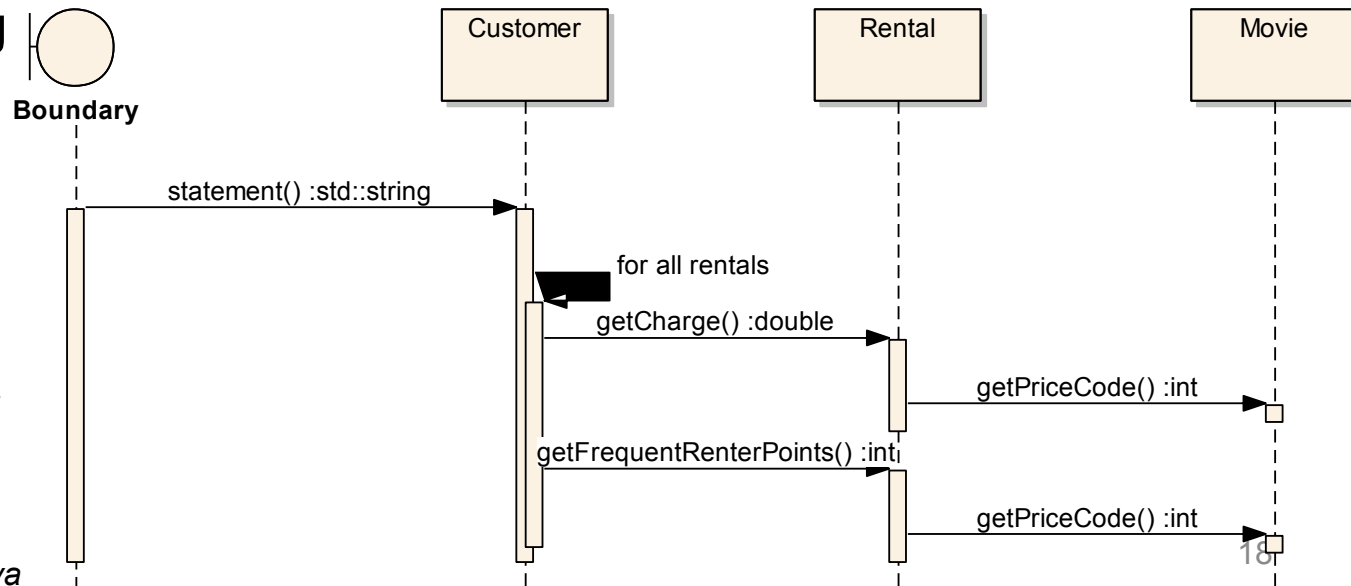 Customer
Rental
Movie
Boundary
statement() :std::string
for all rentals
getCharge() :double
getPriceCode() :int
getFrequentRenterPoints() :int
getPriceCode() :int
18